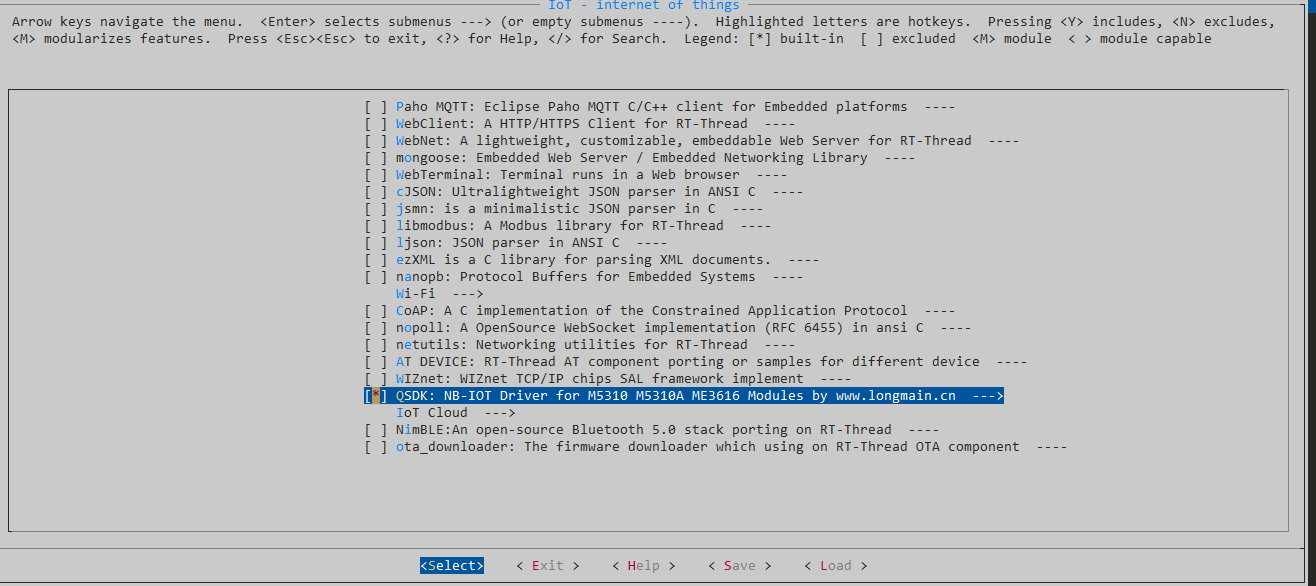 IoT - internet of things
Arrow keys navigate the menu.  <Enter> selects submenus ---> (or empty submenus ----).  Highlighted letters are hotkeys.  Pressing <Y> includes, <N> excludes,
<M> modularizes features.  Press <Esc><Esc> to exit, <?> for Help, </> for Search.  Legend: [*] built-in  [ ] excluded  <M> module  < > module capable
[ ] Paho MQTT: Eclipse Paho MQTT C/C++ client for Embedded platforms  ----
[ ] WebClient: A HTTP/HTTPS Client for RT-Thread  ----
[ ] WebNet: A lightweight, customizable, embeddable Web Server for RT-Thread  ----
[ ] mongoose: Embedded Web Server / Embedded Networking Library  ----
[ ] WebTerminal: Terminal runs in a Web browser  ----
[ ] cJSON: Ultralightweight JSON parser in ANSI C  ----
[ ] jsmn: is a minimalistic JSON parser in C  ----
[ ] libmodbus: A Modbus library for RT-Thread  ----
[ ] ljson: JSON parser in ANSI C  ----
[ ] ezXML is a C library for parsing XML documents.  ----
[ ] nanopb: Protocol Buffers for Embedded Systems  ----
Wi-Fi  --->
[ ] CoAP: A C implementation of the Constrained Application Protocol  ----
[ ] nopoll: A OpenSource WebSocket implementation (RFC 6455) in ansi C  ----
[ ] netutils: Networking utilities for RT-Thread  ----
[ ] AT DEVICE: RT-Thread AT component porting or samples for different device  ----
[ ] WIZnet: WIZnet TCP/IP chips SAL framework implement  ----
[*] QSDK: NB-IOT Driver for M5310 M5310A ME3616 Modules by www.longmain.cn  --->
IoT Cloud  --->
[ ] NimBLE:An open-source Bluetooth 5.0 stack porting on RT-Thread  ----
[ ] ota_downloader: The firmware downloader which using on RT-Thread OTA component  ----
<Select>    < Exit >    < Help >    < Save >    < Load >